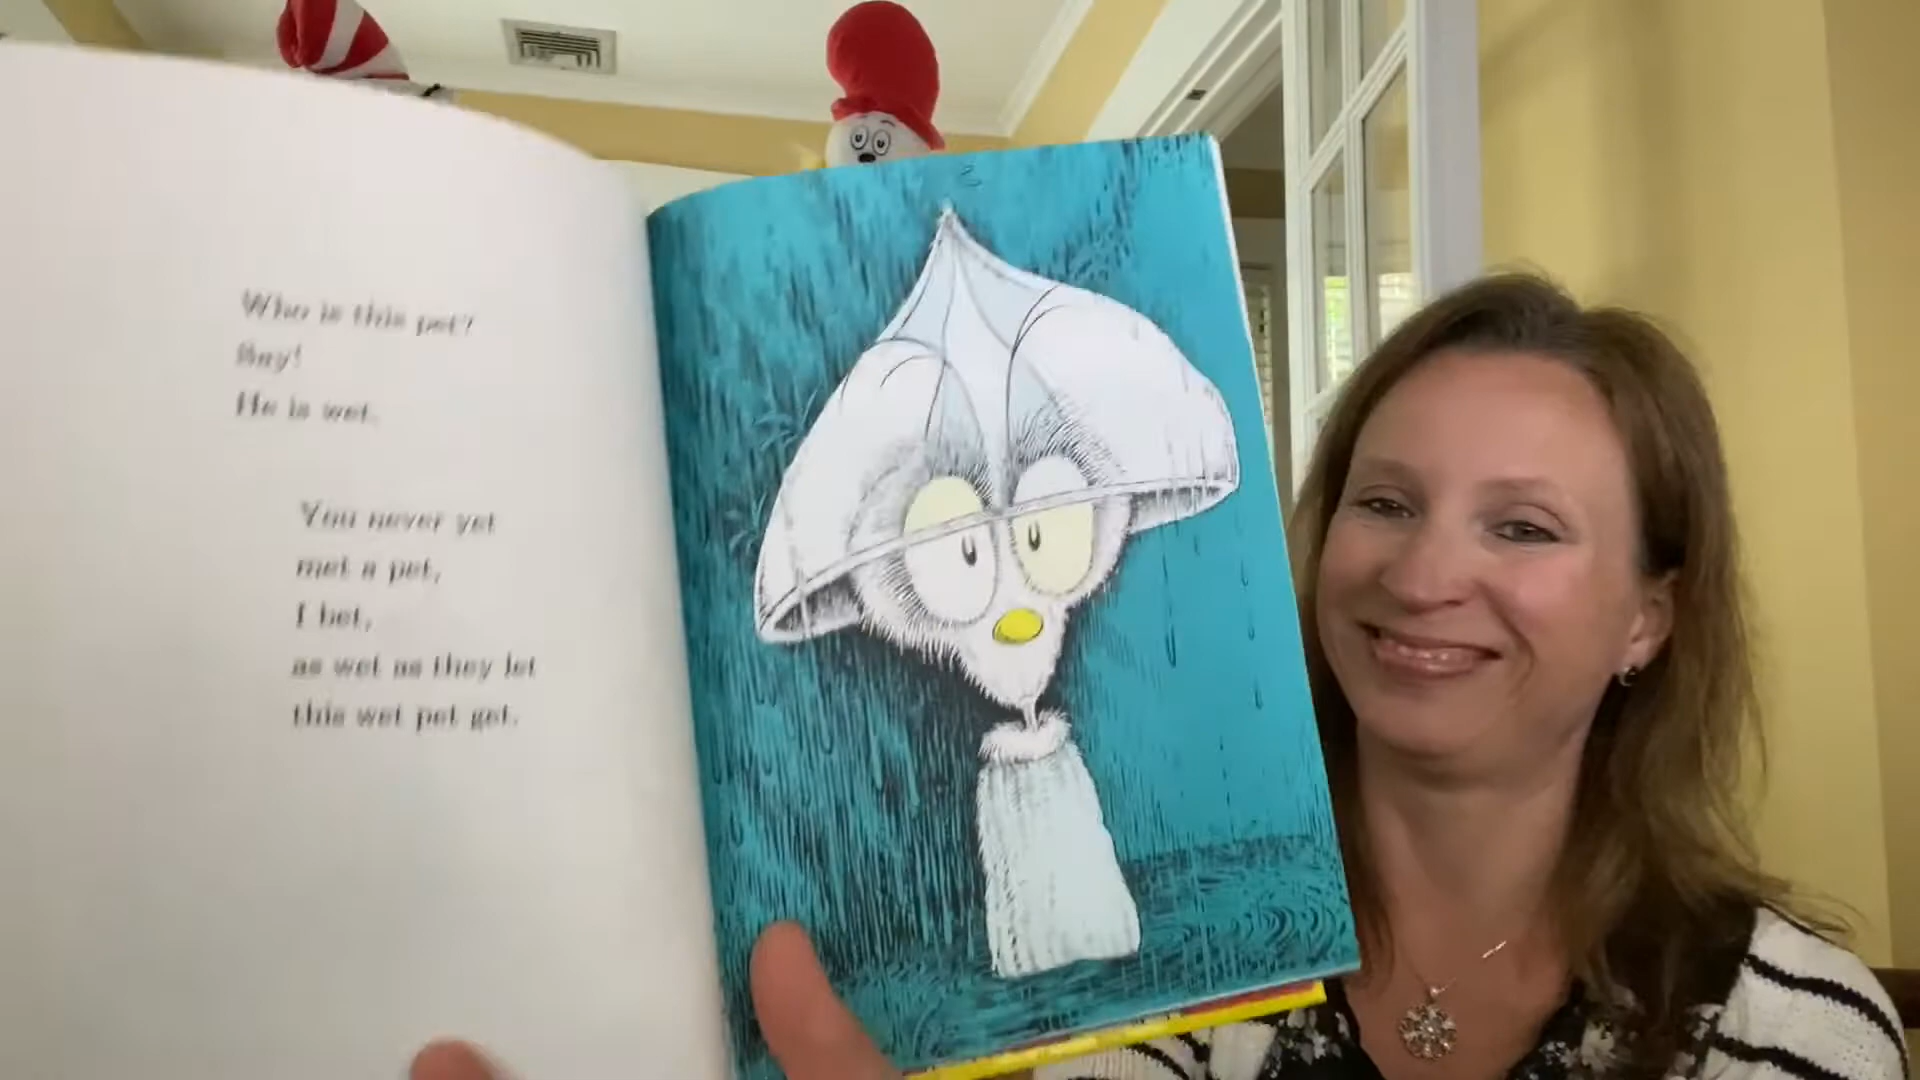 Who is this pet?
Say!
He is wet.
You never yet
met a pet,
I bet,
as wet as they let
this wet pet get.